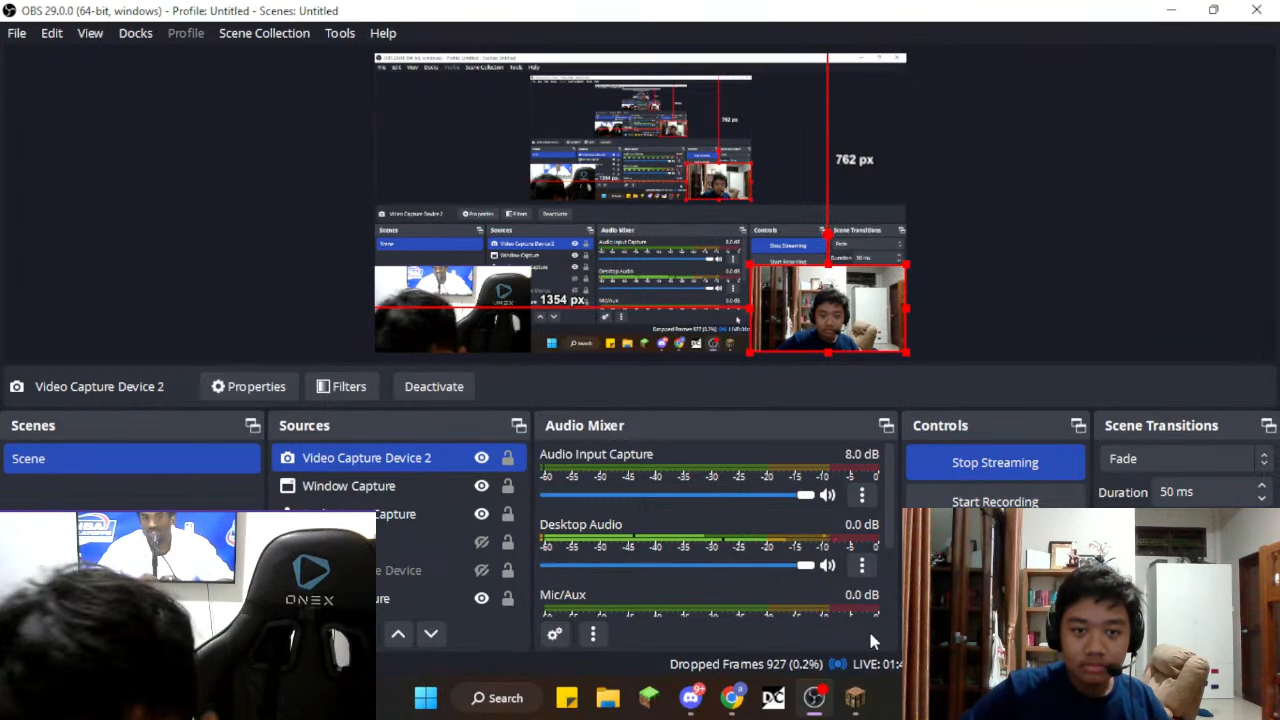 OBS 29.0.0 (64-bit, windows) - Profile: Untitled - Scenes: Untitled
File Edit View Docks Profile Scene Collection Tools Help
762 px
1354 px
Video Capture Device 2 Properties Filters Deactivate
Scenes Sources Audio Mixer Controls Scene Transitions
Scene
Video Capture Device 2
Window Capture
apture
e Device
re
Audio Input Capture 8.0 dB
-60 -55 -50 -45 -40 -35 -30 -25 -20 -15 -10 -5 0
Desktop Audio 0.0 dB
-60 -55 -50 -45 -40 -35 -30 -25 -20 -15 -10 -5 0
Mic/Aux 0.0 dB
Stop Streaming
Start Recording
Fade
Duration 50 ms
ONEX
Dropped Frames 927 (0.2%) LIVE: 01:4
Search
9+
DC